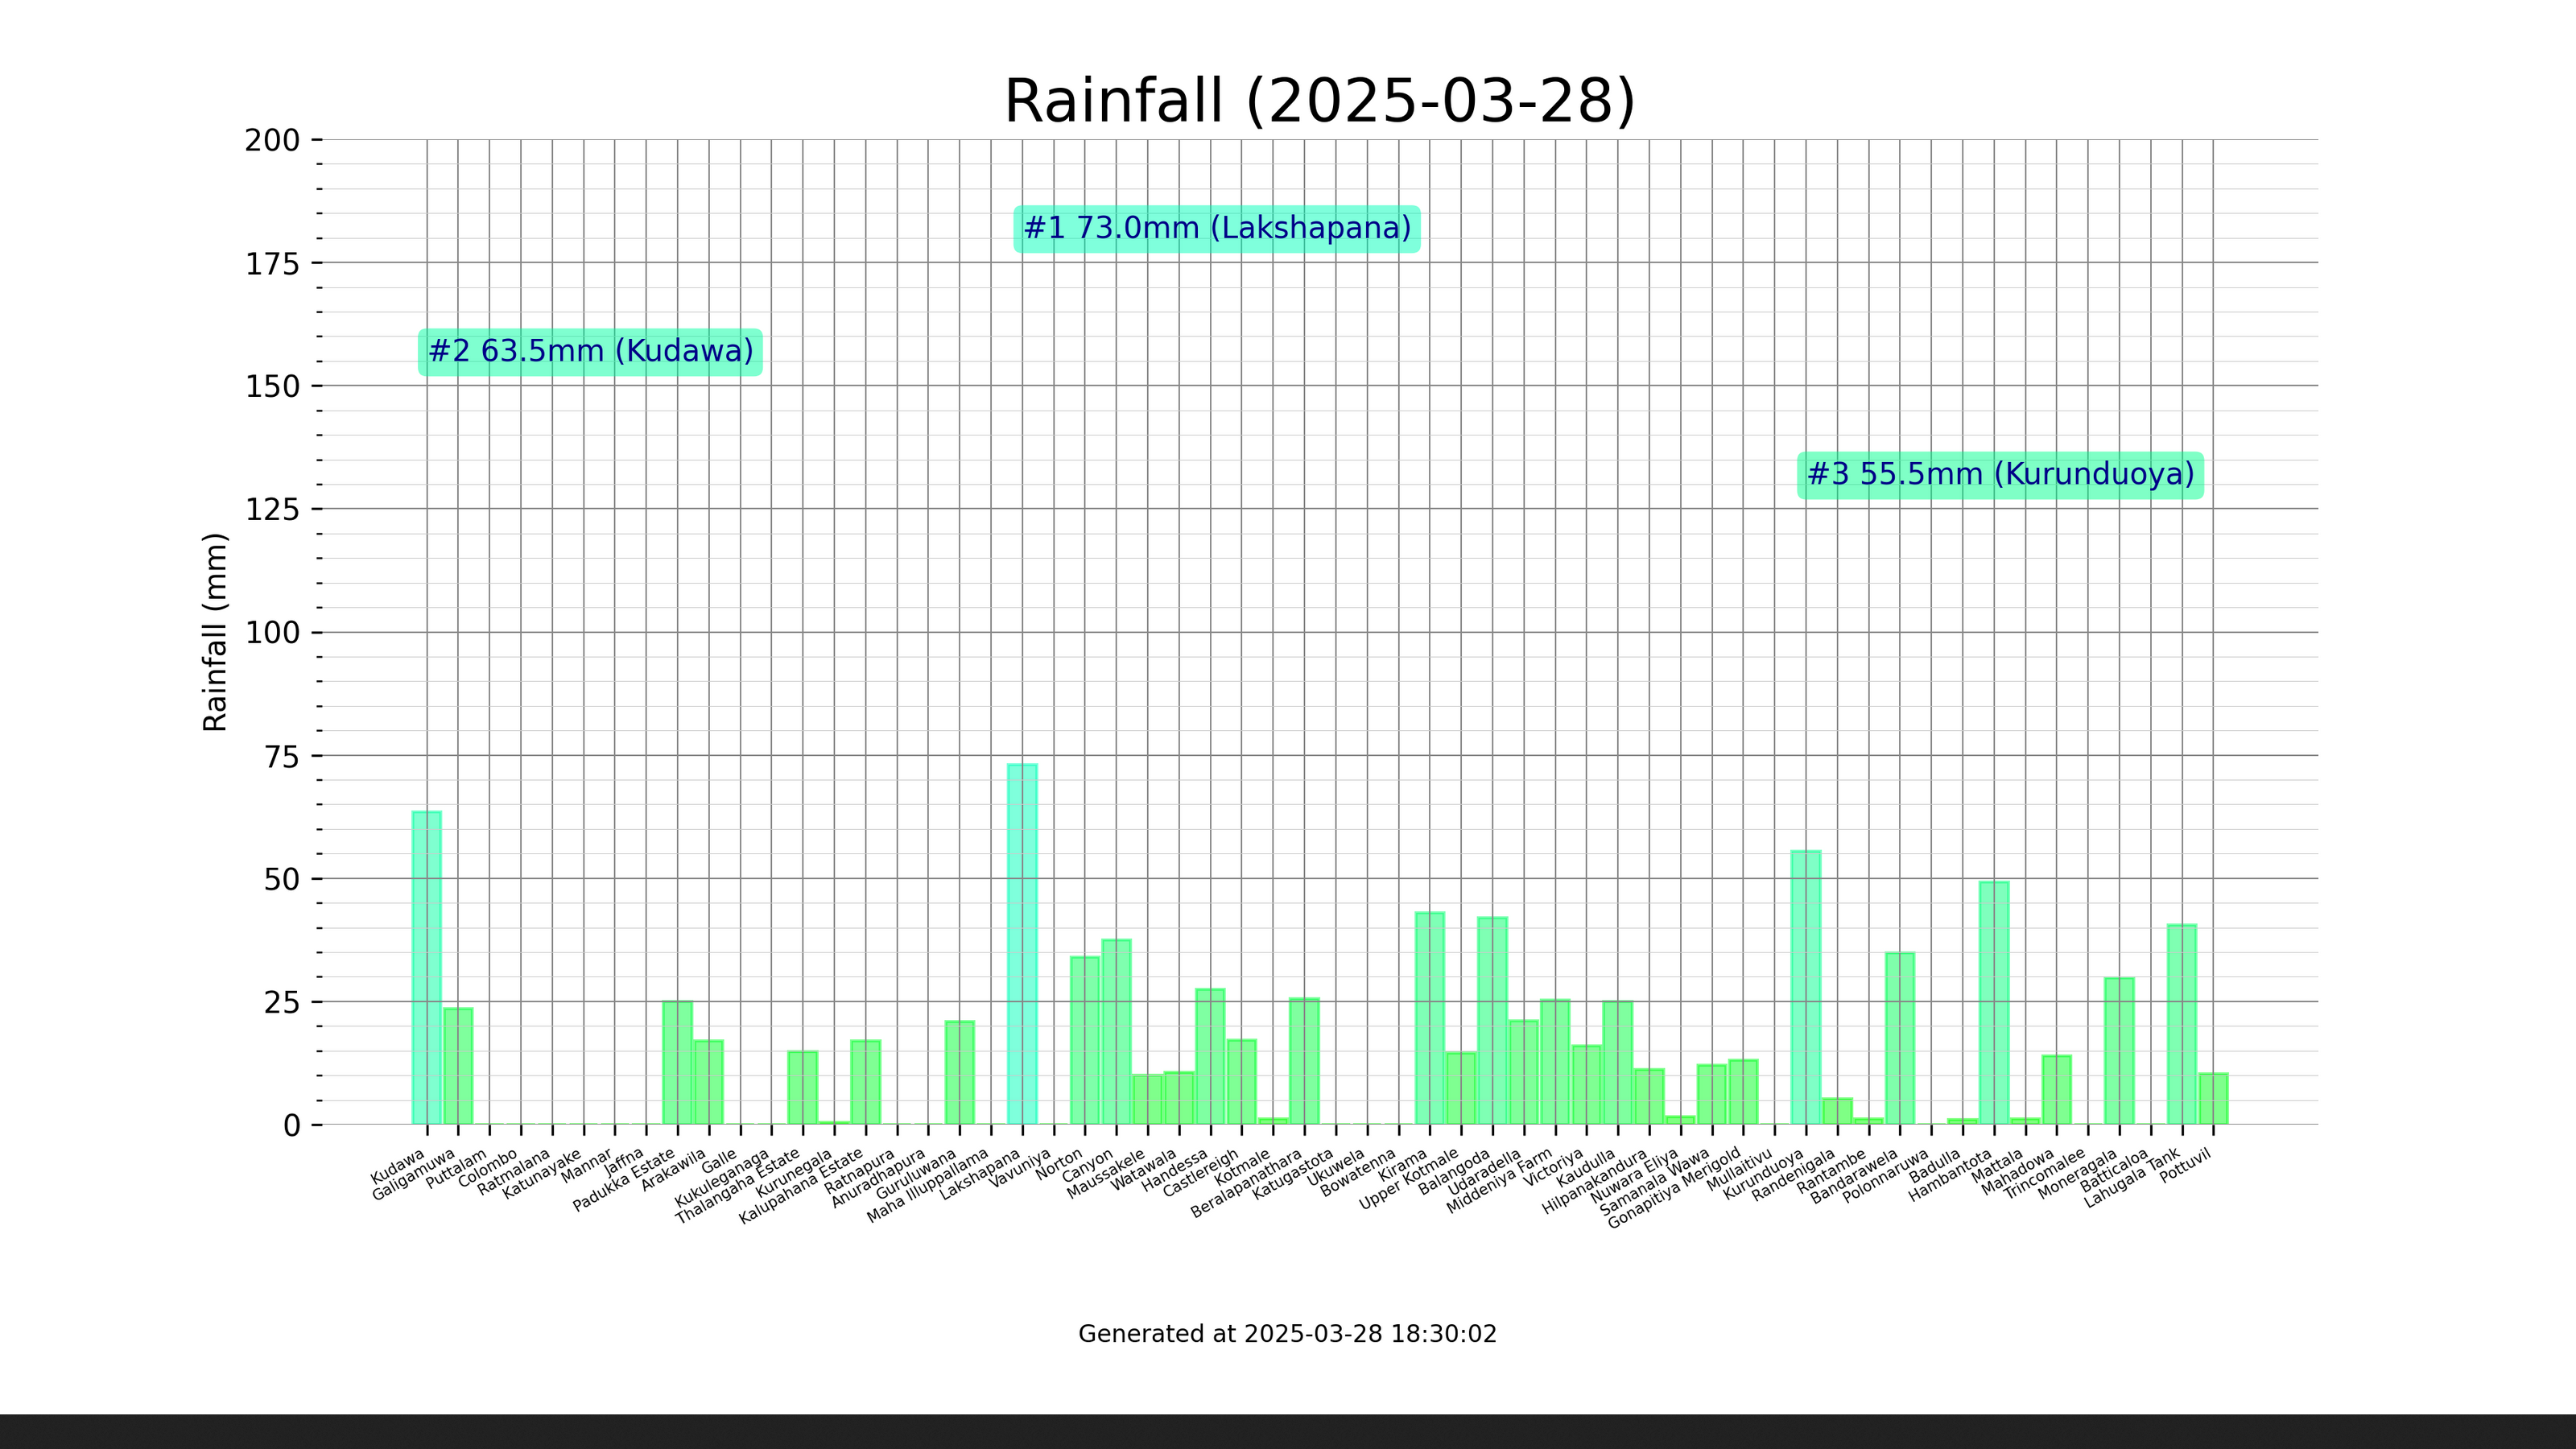 Rainfall (2025-03-28)
Rainfall (mm)
200
175
150
125
100
75
50
25
0
#1 73.0mm (Lakshapana)
#2 63.5mm (Kudawa)
#3 55.5mm (Kurunduoya)
Kudawa
Galigamuwa
Puttalam
Colombo
Ratmalana
Katunayake
Mannar
Jaffna
Padukka Estate
Arakawila
Galle
Kukuleganaga
Thalangaha Estate
Kurunegala
Kalupahana Estate
Ratnapura
Anuradhapura
Guruluwana
Maha Illuppallama
Lakshapana
Vavuniya
Norton
Canyon
Maussakele
Watawala
Handessa
Castlereigh
Kotmale
Beralapanathara
Katugastota
Ukuwela
Bowatenna
Kirama
Upper Kotmale
Balangoda
Udaradella
Middeniya Farm
Victoriya
Kaudulla
Hilpanakandura
Nuwara Eliya
Samanala Wawa
Gonapitiya Merigold
Mullaitivu
Kurunduoya
Randenigala
Rantambe
Bandarawela
Polonnaruwa
Badulla
Hambantota
Mattala
Mahadowa
Trincomalee
Moneragala
Batticaloa
Lahugala Tank
Pottuvil
Generated at 2025-03-28 18:30:02